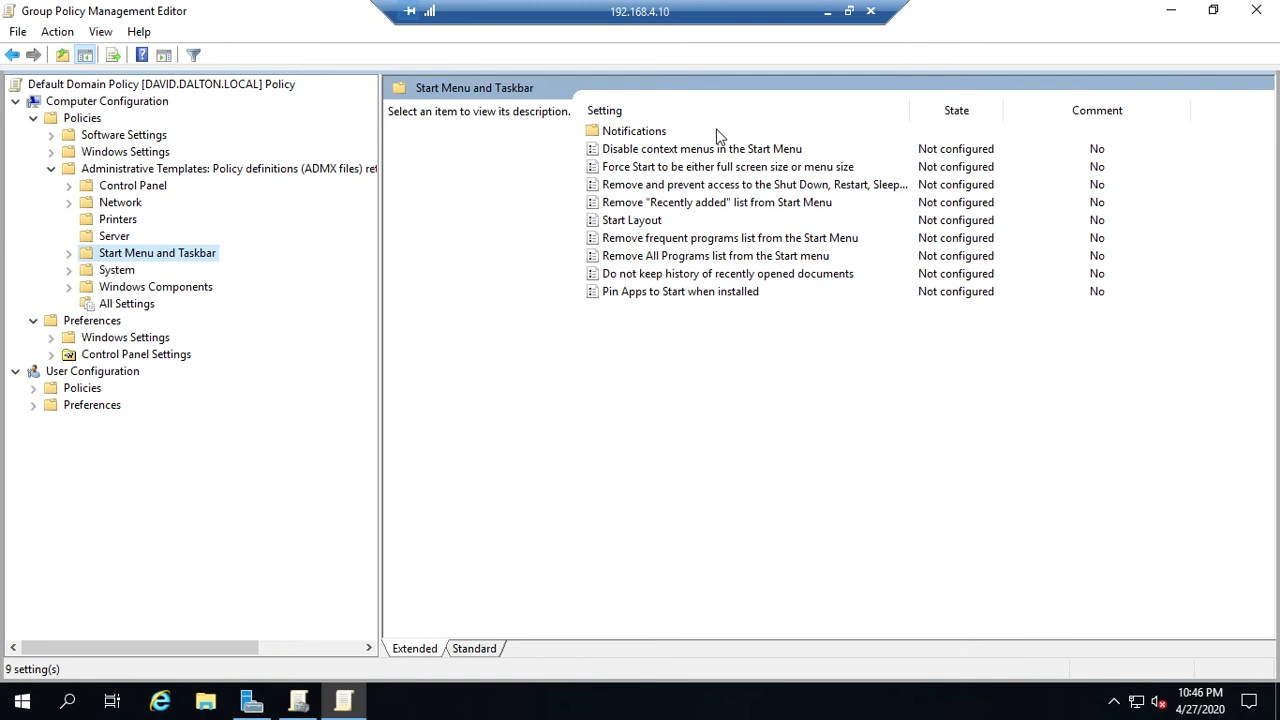 Group Policy Management Editor
192.168.4.10
File Action View Help
Default Domain Policy [DAVID.DALTON.LOCAL] Policy
Computer Configuration
Policies
Software Settings
Windows Settings
Administrative Templates: Policy definitions (ADMX files) ret
Control Panel
Network
Printers
Server
Start Menu and Taskbar
System
Windows Components
All Settings
Preferences
Windows Settings
Control Panel Settings
User Configuration
Policies
Preferences
Start Menu and Taskbar
Select an item to view its description.
Setting State Comment
Notifications
Disable context menus in the Start Menu Not configured No
Force Start to be either full screen size or menu size Not configured No
Remove and prevent access to the Shut Down, Restart, Sleep... Not configured No
Remove "Recently added" list from Start Menu Not configured No
Start Layout Not configured No
Remove frequent programs list from the Start Menu Not configured No
Remove All Programs list from the Start menu Not configured No
Do not keep history of recently opened documents Not configured No
Pin Apps to Start when installed Not configured No
Extended Standard
9 setting(s)
10:46 PM
4/27/2020